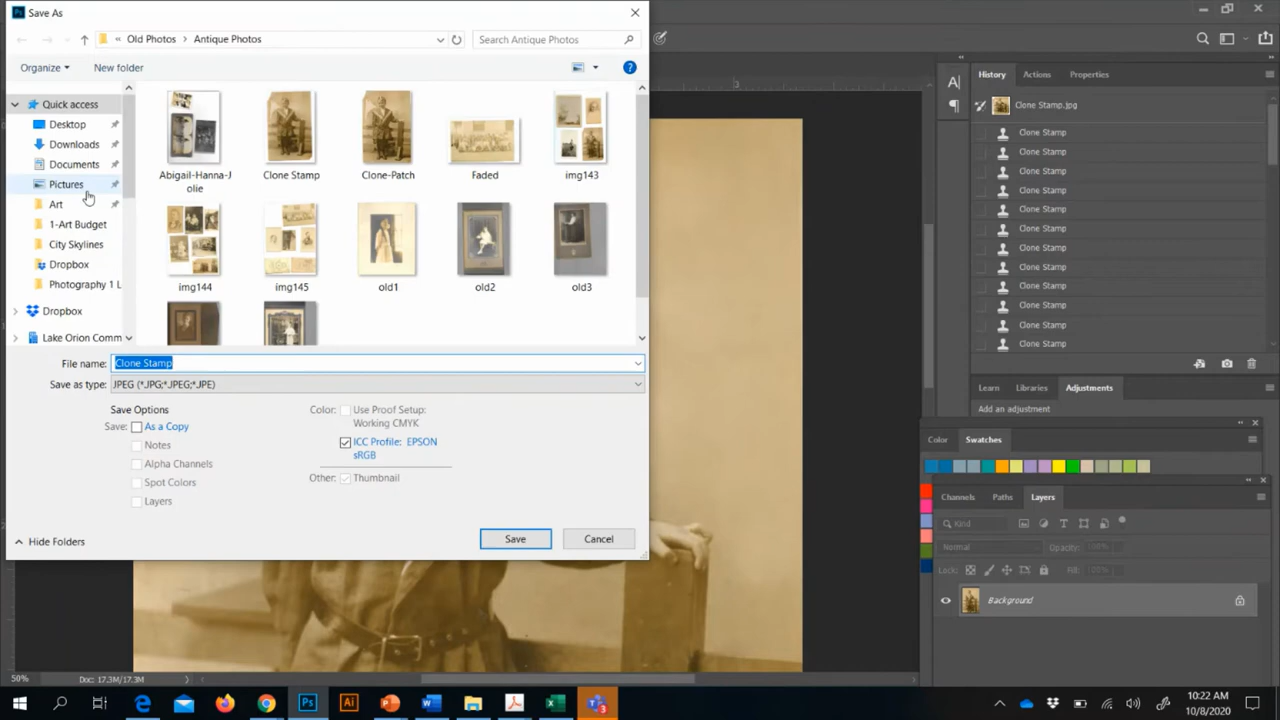 Save As
Old Photos
Antique Photos
Search Antique Photos
Organize
New folder
Quick access
Desktop
Downloads
Documents
Pictures
Art
1-Art Budget
City Skylines
Dropbox
Photography 1 L
Dropbox
Lake Orion Comm
Abigail-Hanna-J
olie
Clone Stamp
Clone-Patch
Faded
img143
img144
img145
old1
old2
old3
File name:
Clone Stamp
Save as type:
JPEG (*.JPG;*.JPEG;*.JPE)
Save Options
Save:
As a Copy
Notes
Alpha Channels
Spot Colors
Layers
Color:
Use Proof Setup:
Working CMYK
ICC Profile: EPSON
sRGB
Other:
Thumbnail
Hide Folders
Save
Cancel
History
Actions
Properties
Clone Stamp.jpg
Clone Stamp
Clone Stamp
Clone Stamp
Clone Stamp
Clone Stamp
Clone Stamp
Clone Stamp
Clone Stamp
Clone Stamp
Clone Stamp
Clone Stamp
Clone Stamp
Learn
Libraries
Adjustments
Add an adjustment
Color
Swatches
Channels
Paths
Layers
Kind
Normal
Opacity:
100%
Lock:
Fill:
100%
Background
50%
Doc: 17.3M/17.3M
10:22 AM
10/8/2020